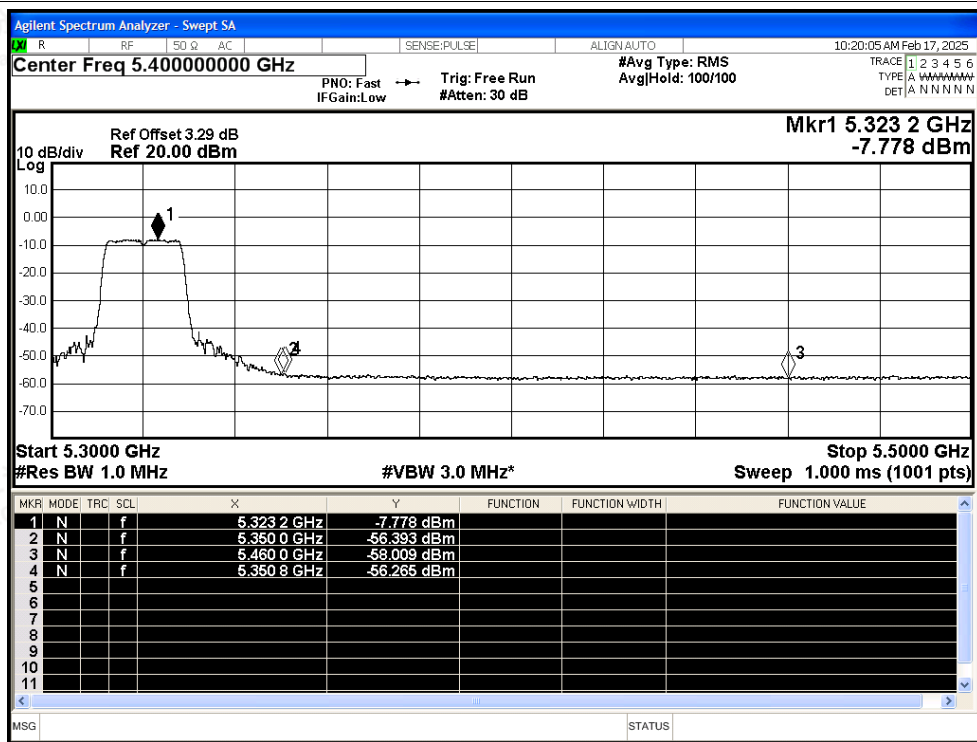 Agilent Spectrum Analyzer - Swept SA
LXI R RF 50 Ω AC SENSE:PULSE ALIGN AUTO 10:20:05 AM Feb 17, 2025
Center Freq 5.400000000 GHz
PNO: Fast
IFGain:Low
Trig: Free Run
#Atten: 30 dB
#Avg Type: RMS
Avg|Hold: 100/100
TRACE 1 2 3 4 5 6
TYPE A
DET A N N N N N
Mkr1 5.323 2 GHz
-7.778 dBm
Ref Offset 3.29 dB
10 dB/div Ref 20.00 dBm
Log
10.0
0.00
-10.0
-20.0
-30.0
-40.0
-50.0
-60.0
-70.0
1
2 4
3
Start 5.3000 GHz Stop 5.5000 GHz
#Res BW 1.0 MHz #VBW 3.0 MHz* Sweep 1.000 ms (1001 pts)
MKR MODE TRC SCL X Y FUNCTION FUNCTION WIDTH FUNCTION VALUE
1 N f 5.323 2 GHz -7.778 dBm
2 N f 5.350 0 GHz -56.393 dBm
3 N f 5.460 0 GHz -58.009 dBm
4 N f 5.350 8 GHz -56.265 dBm
5
6
7
8
9
10
11
MSG STATUS